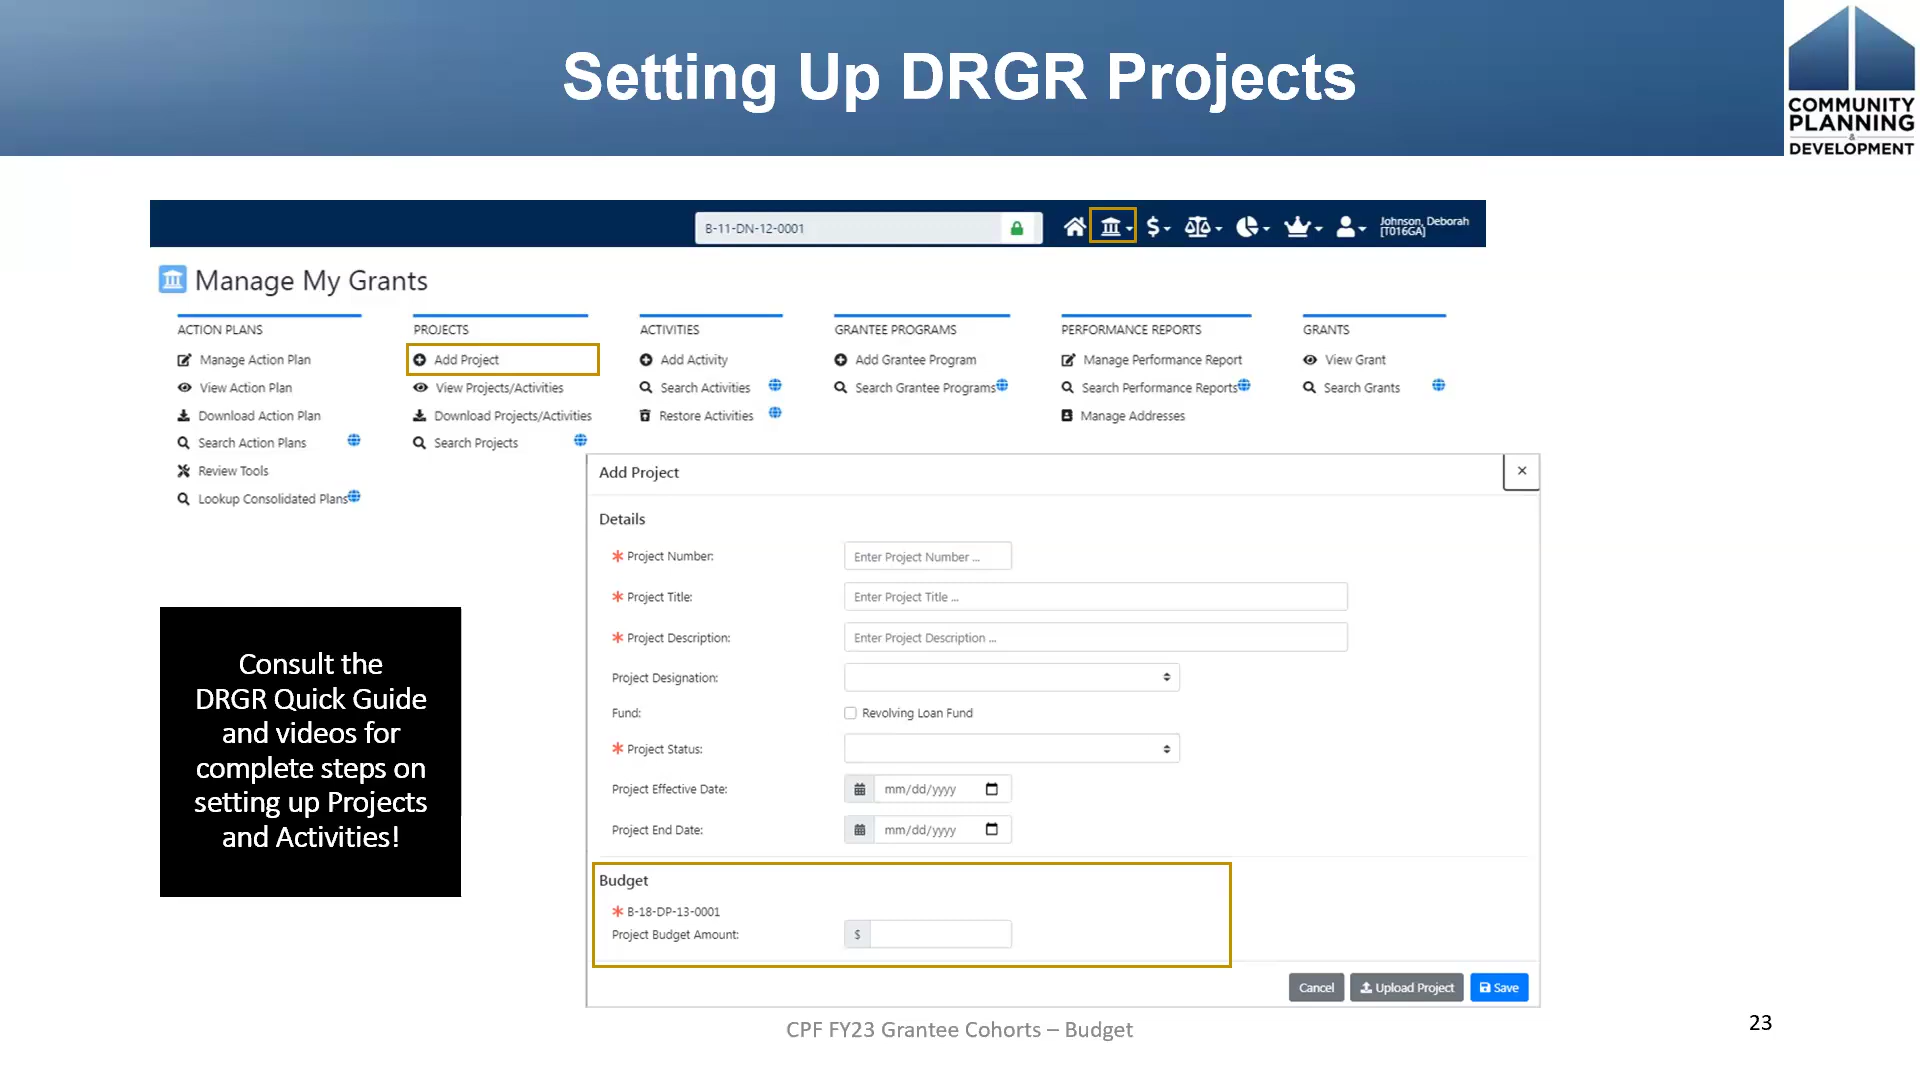 Setting Up DRGR Projects
COMMUNITY
PLANNING
&
DEVELOPMENT
B-11-DN-12-0001
$
Johnson, Deborah
[T016GA]
Manage My Grants
ACTION PLANS
Manage Action Plan
View Action Plan
Download Action Plan
Search Action Plans
Review Tools
Lookup Consolidated Plans
PROJECTS
Add Project
View Projects/Activities
Download Projects/Activities
Search Projects
ACTIVITIES
Add Activity
Search Activities
Restore Activities
GRANTEE PROGRAMS
Add Grantee Program
Search Grantee Programs
PERFORMANCE REPORTS
Manage Performance Report
Search Performance Reports
Manage Addresses
GRANTS
View Grant
Search Grants
Add Project
×
Details
* Project Number:
Enter Project Number ...
* Project Title:
Enter Project Title ...
* Project Description:
Enter Project Description ...
Project Designation:
Fund:
Revolving Loan Fund
* Project Status:
Project Effective Date:
mm/dd/yyyy
Project End Date:
mm/dd/yyyy
Budget
* B-18-DP-13-0001
Project Budget Amount:
$
Cancel
Upload Project
Save
Consult the
DRGR Quick Guide
and videos for
complete steps on
setting up Projects
and Activities!
CPF FY23 Grantee Cohorts – Budget
23